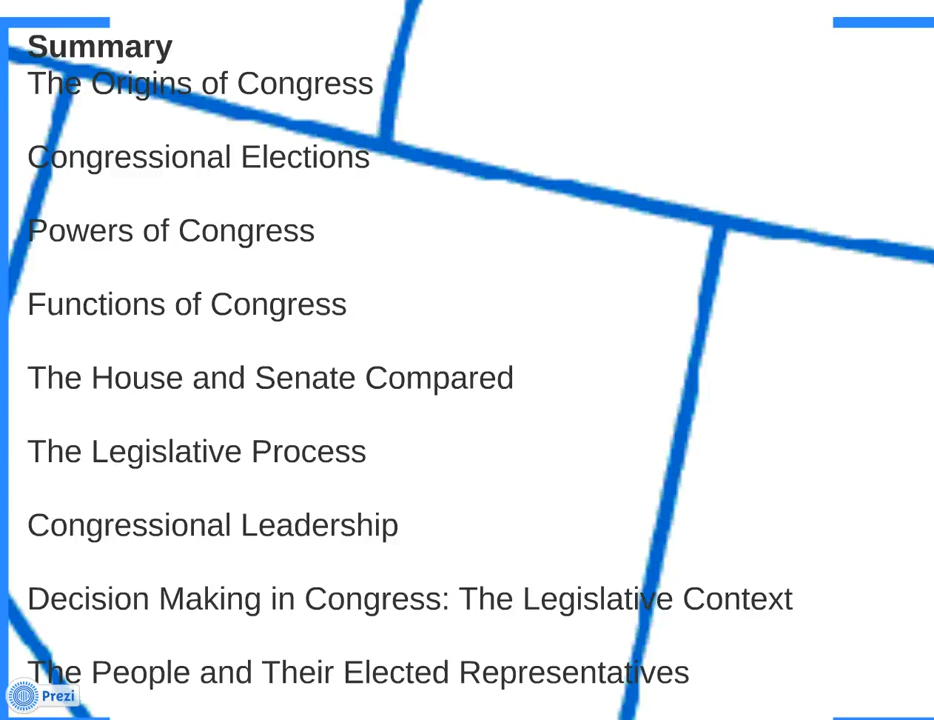 Summary
The Origins of Congress
Congressional Elections
Powers of Congress
Functions of Congress
The House and Senate Compared
The Legislative Process
Congressional Leadership
Decision Making in Congress: The Legislative Context
The People and Their Elected Representatives
Prezi